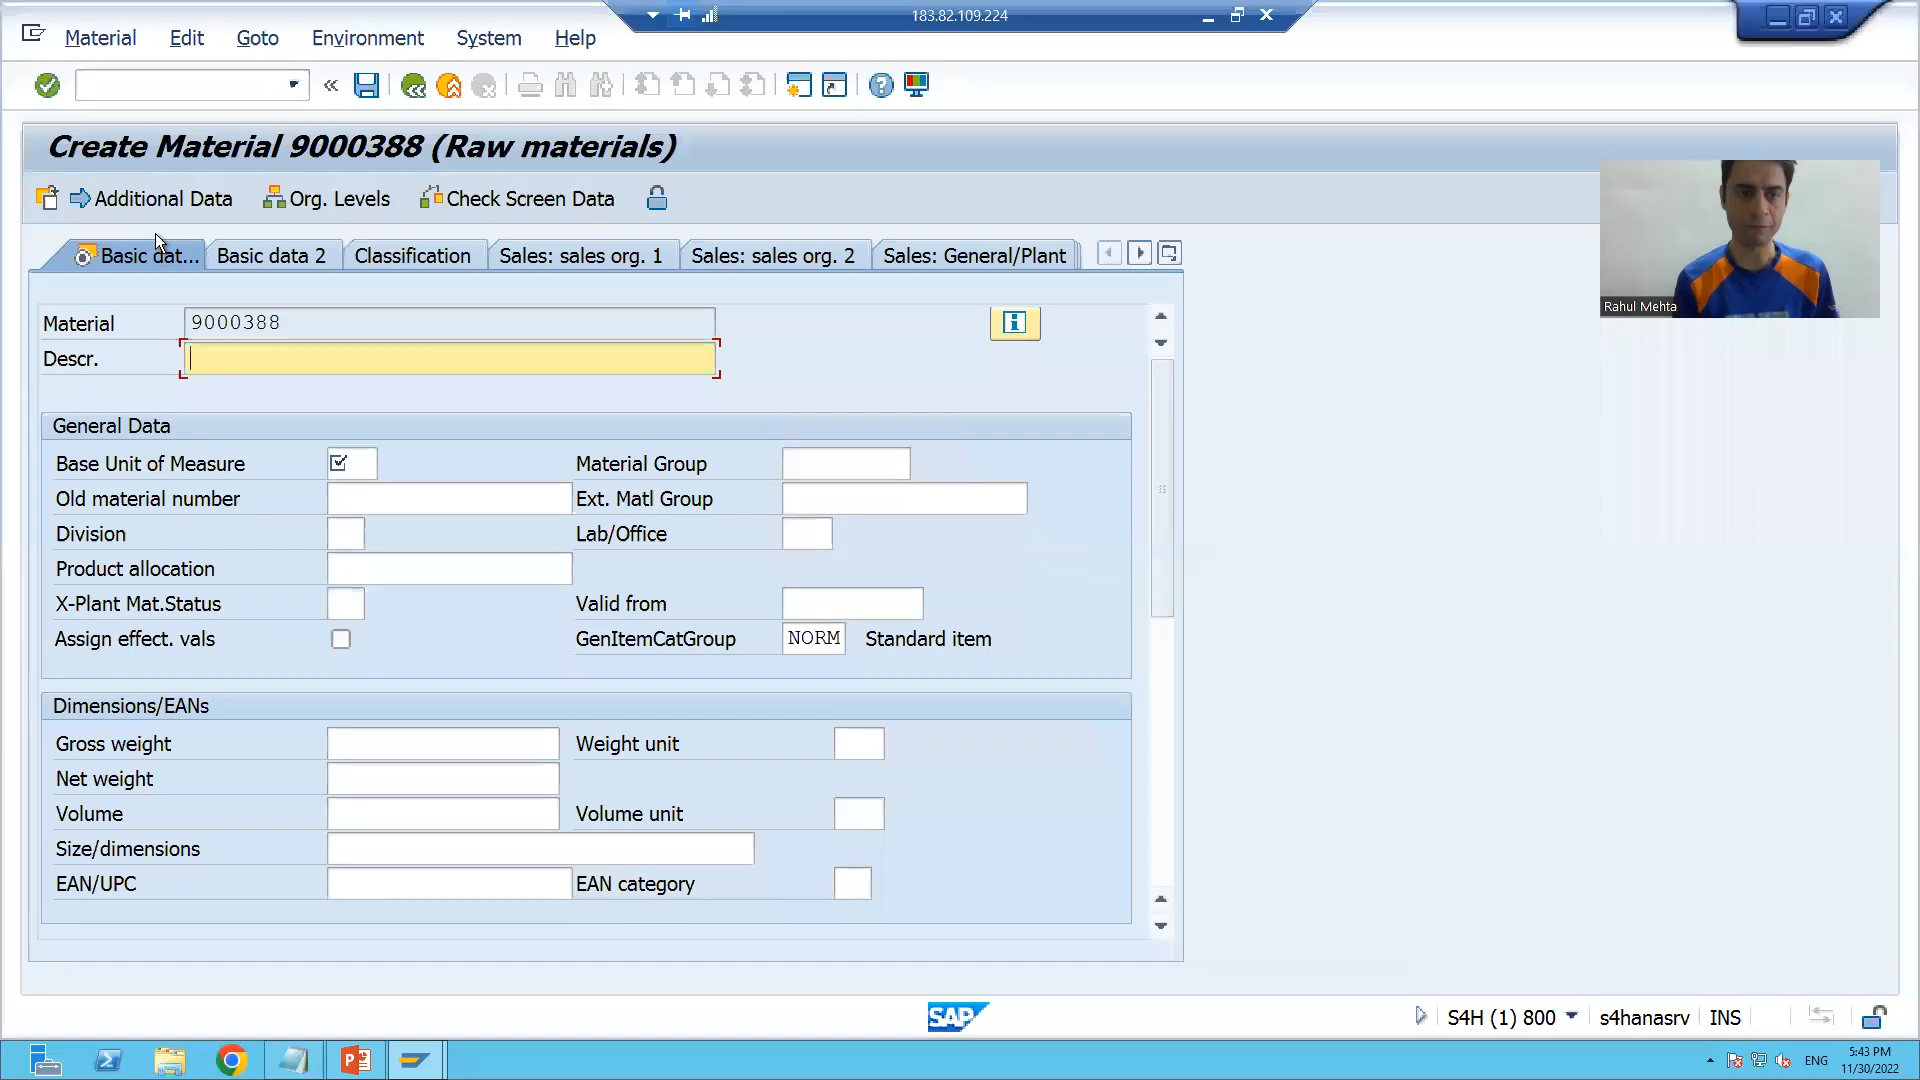 183.82.109.224
Material Edit Goto Environment System Help
Create Material 9000388 (Raw materials)
Additional Data Org. Levels Check Screen Data
Basic dat... Basic data 2 Classification Sales: sales org. 1 Sales: sales org. 2 Sales: General/Plant
Rahul Mehta
Material 9000388
Descr.
General Data
Base Unit of Measure Material Group
Old material number Ext. Matl Group
Division Lab/Office
Product allocation
X-Plant Mat.Status Valid from
Assign effect. vals GenItemCatGroup NORM Standard item
Dimensions/EANs
Gross weight Weight unit
Net weight
Volume Volume unit
Size/dimensions
EAN/UPC EAN category
SAP S4H (1) 800 s4hanasrv INS
ENG 5:43 PM
11/30/2022